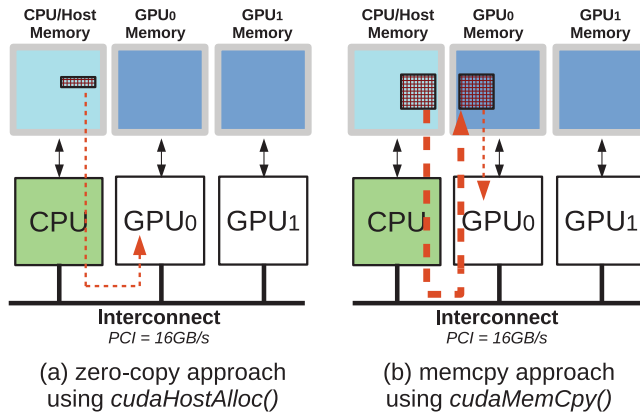 CPU/Host
Memory
GPU0
Memory
GPU1
Memory
CPU
GPU0
GPU1
Interconnect
PCI = 16GB/s
(a) zero-copy approach
using cudaHostAlloc()
CPU/Host
Memory
GPU0
Memory
GPU1
Memory
CPU
GPU0
GPU1
Interconnect
PCI = 16GB/s
(b) memcpy approach
using cudaMemCpy()